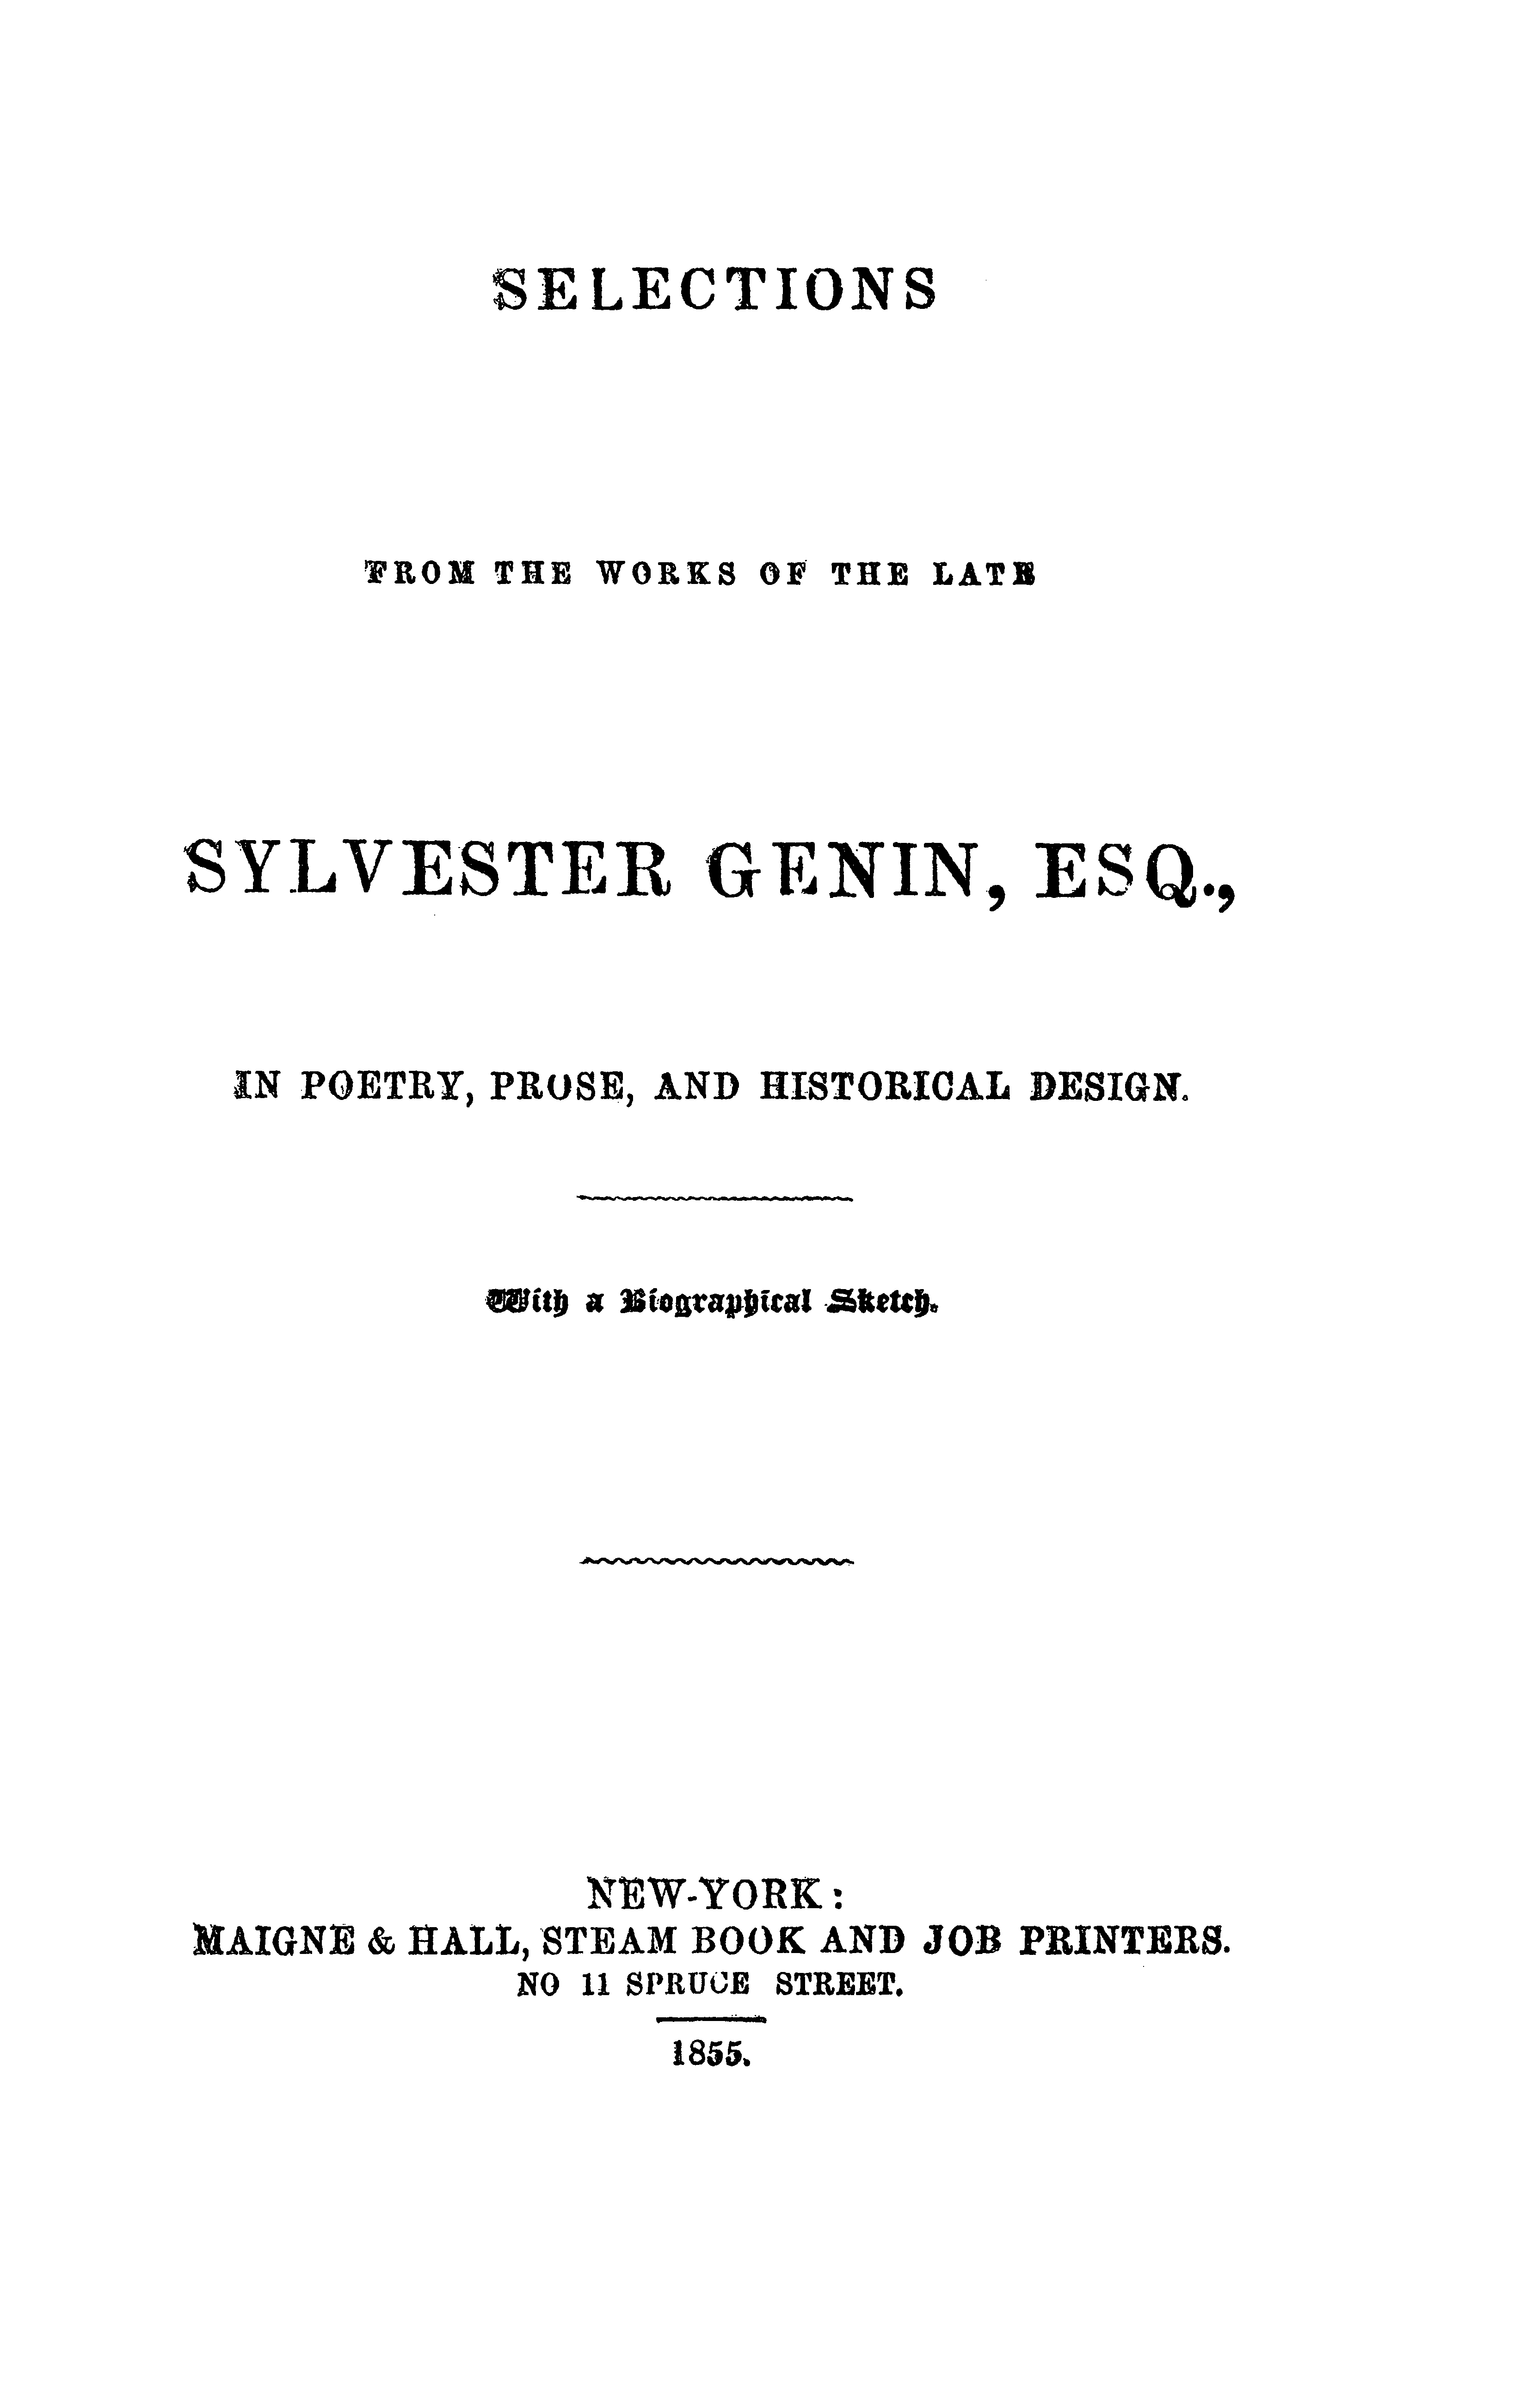 SELECTIONS
FROM THE WORKS OF THE LATE
SYLVESTER GENIN, ESQ.,
IN POETRY, PROSE, AND HISTORICAL DESIGN.
With a Biographical Sketch.
NEW-YORK:
MAIGNE & HALL, STEAM BOOK AND JOB PRINTERS.
NO 11 SPRUCE STREET.
1855.